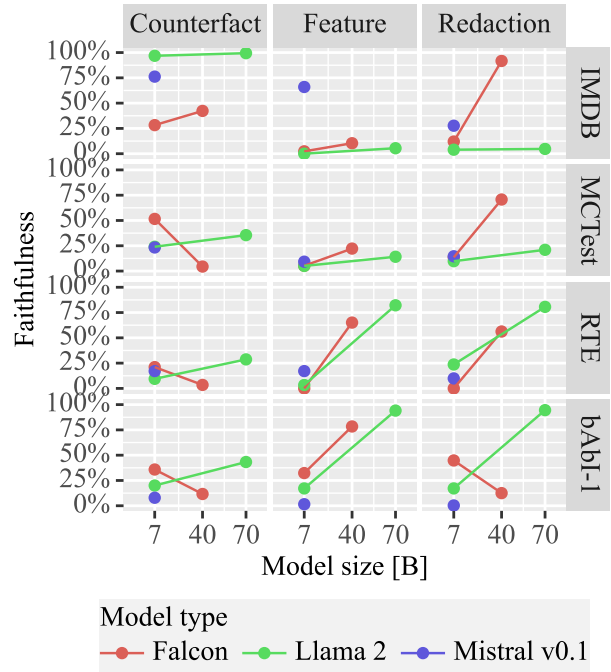 Counterfact Feature Redaction
Faithfulness
100%
75%
50%
25%
0%
IMDB
100%
75%
50%
25%
0%
MCTest
100%
75%
50%
25%
0%
RTE
100%
75%
50%
25%
0%
bAbI-1
7 40 70 7 40 70 7 40 70
Model size [B]
Model type
Falcon Llama 2 Mistral v0.1